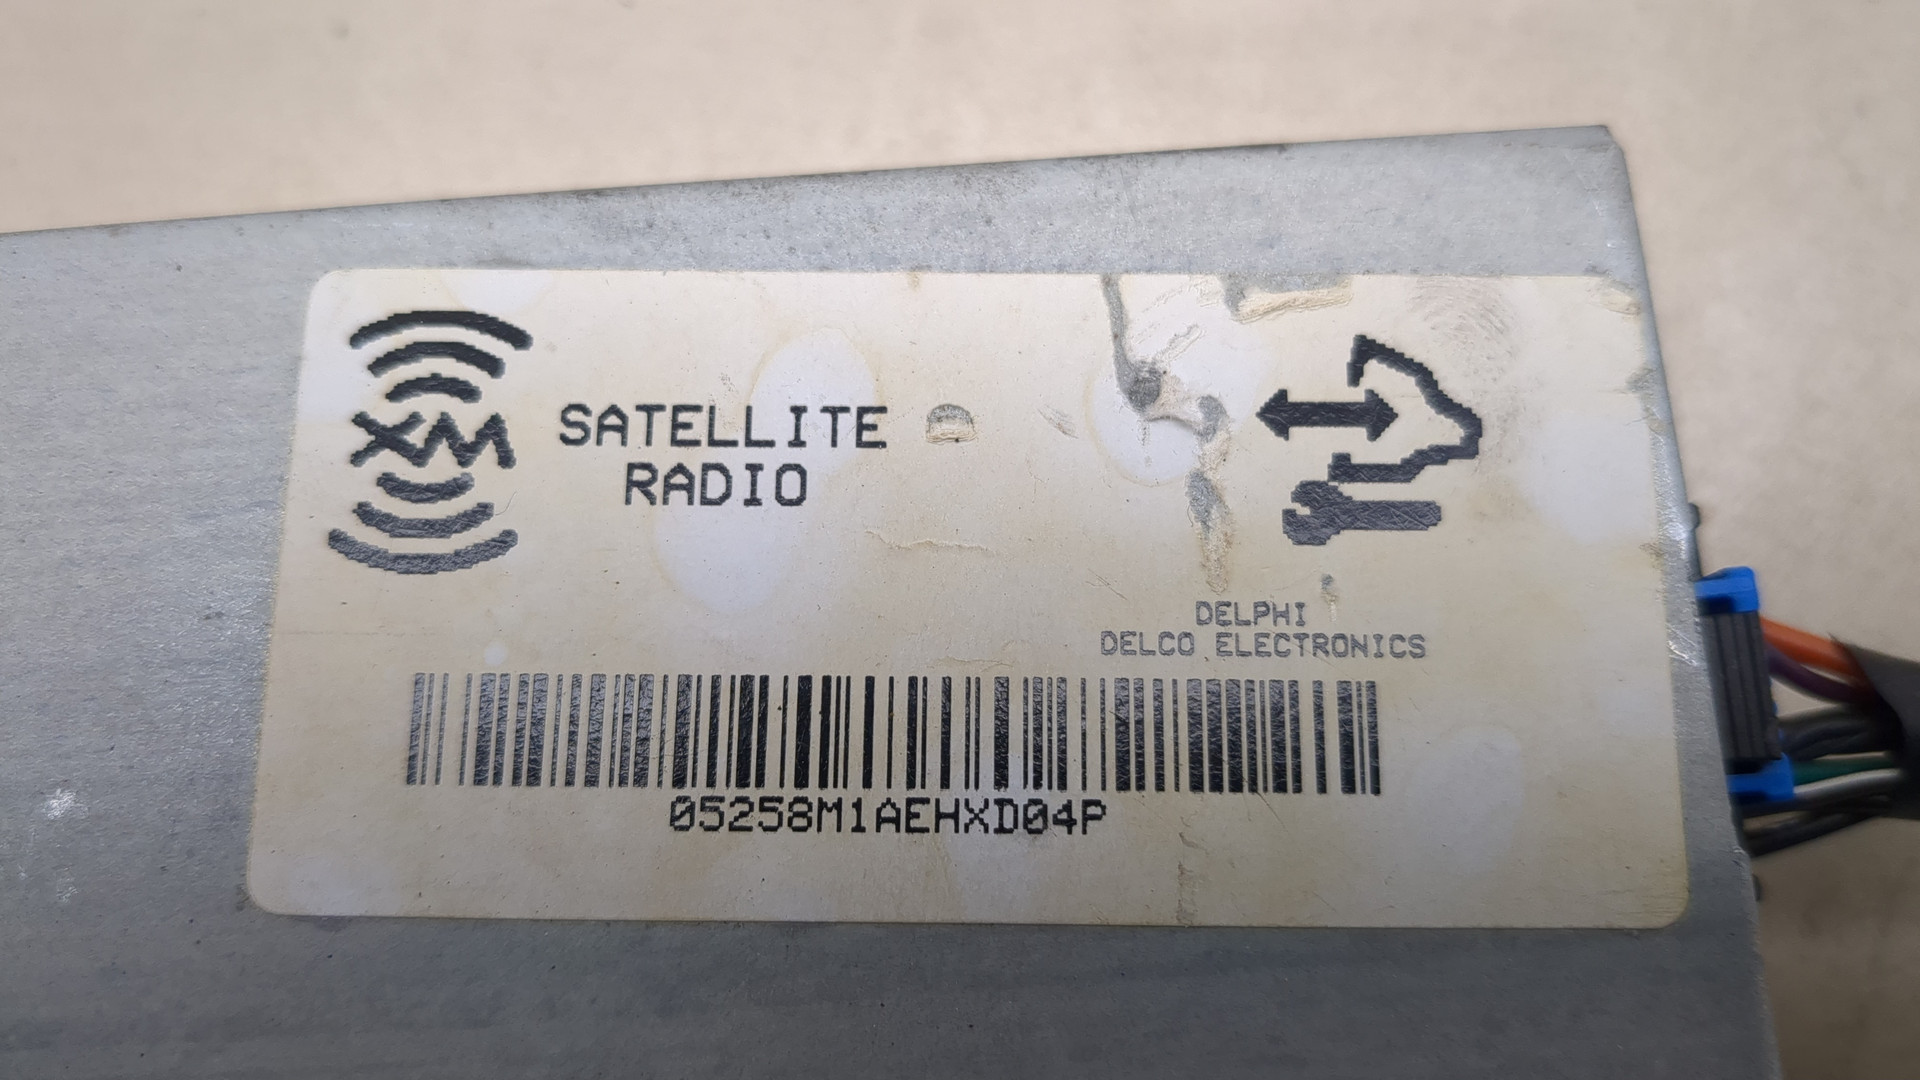 XM
SATELLITE
RADIO
DELPHI
DELCO ELECTRONICS
05258M1AEHXD04P